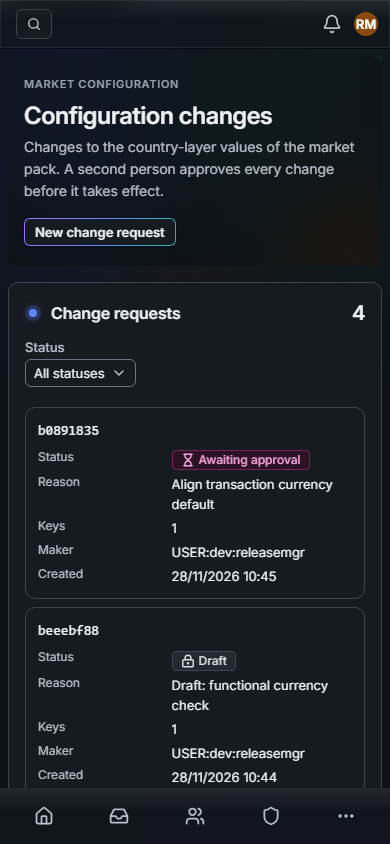 RM
MARKET CONFIGURATION
Configuration changes
Changes to the country-layer values of the market
pack. A second person approves every change
before it takes effect.
New change request
Change requests
4
Status
All statuses
b0891835
Status
Awaiting approval
Reason
Align transaction currency
default
Keys
1
Maker
USER:dev:releasemgr
Created
28/11/2026 10:45
beeebf88
Status
Draft
Reason
Draft: functional currency
check
Keys
1
Maker
USER:dev:releasemgr
Created
28/11/2026 10:44